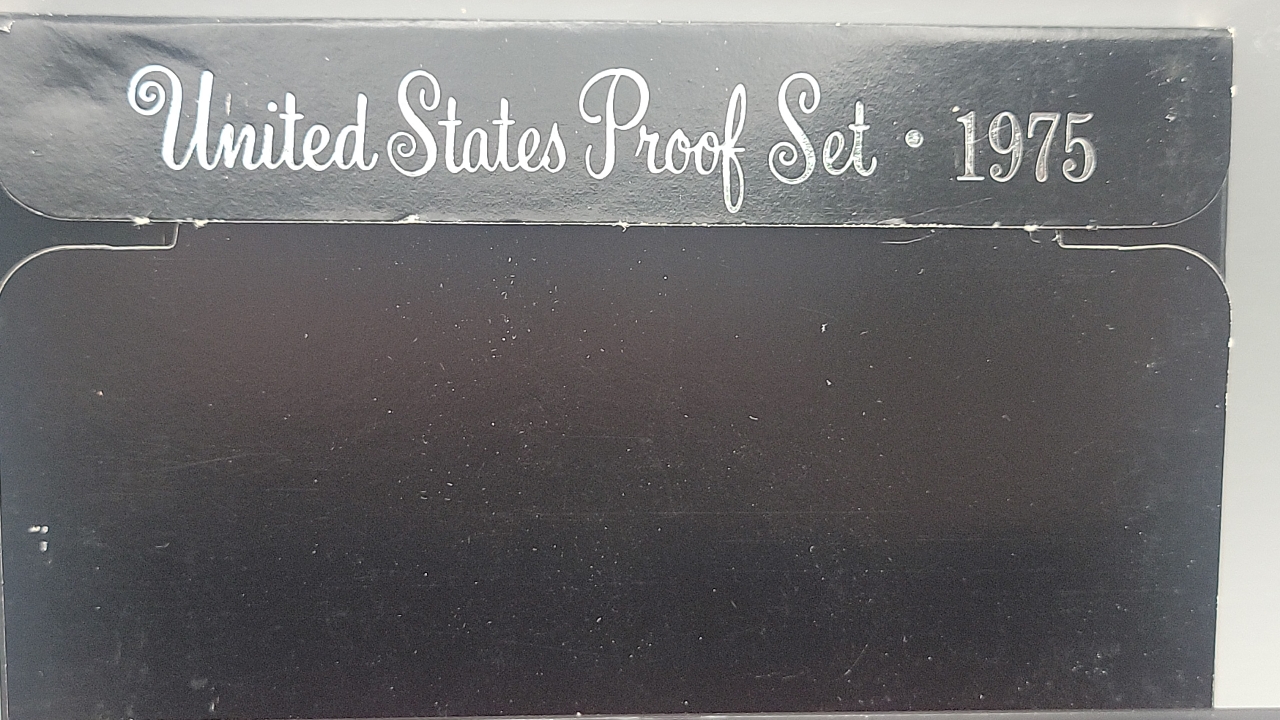 United States Proof Set • 1975